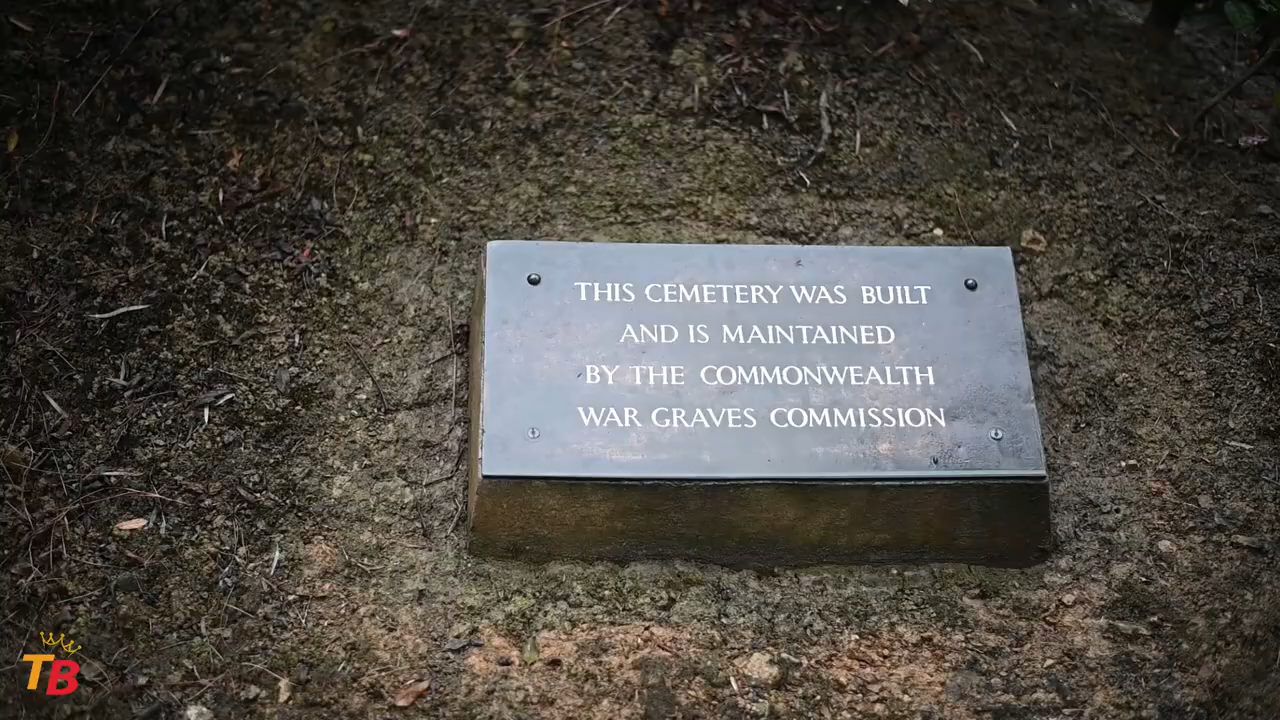 THIS CEMETERY WAS BUILT
AND IS MAINTAINED
BY THE COMMONWEALTH
WAR GRAVES COMMISSION
TB